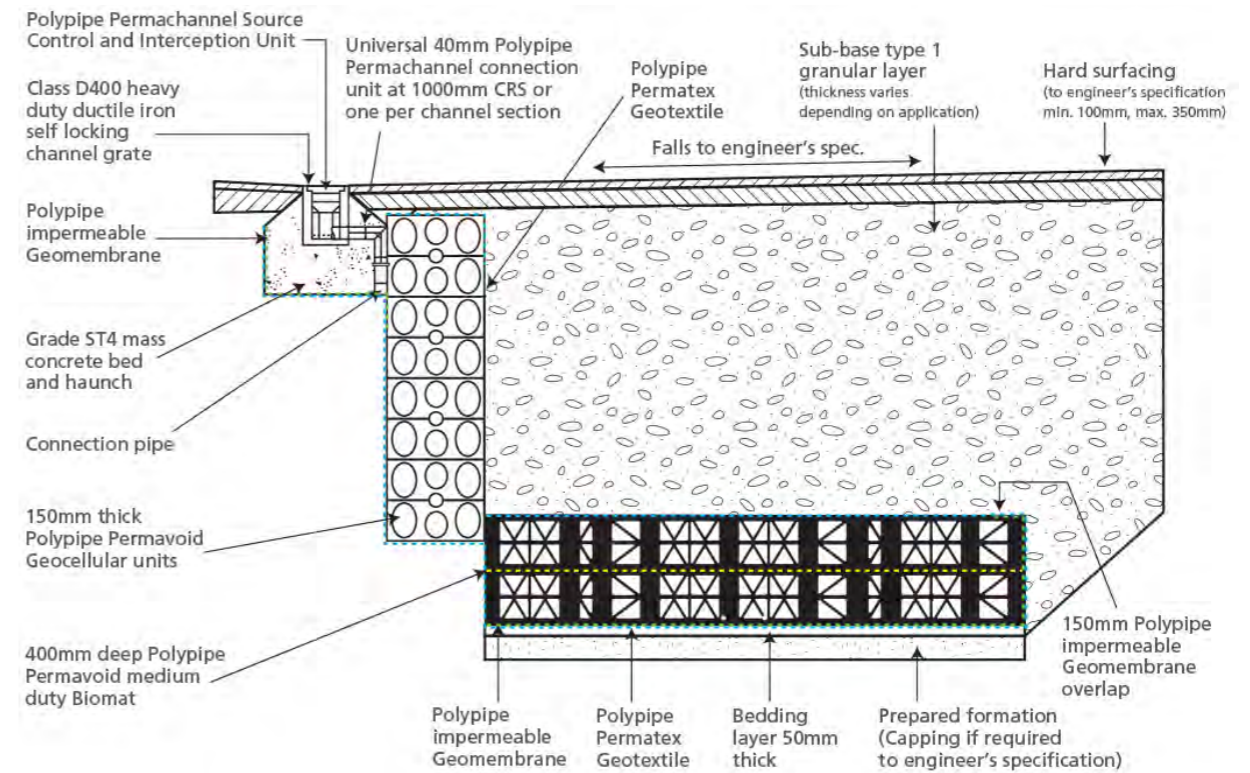 Polypipe Permachannel Source
Control and Interception Unit
Class D400 heavy
duty ductile iron
self locking
channel grate
Polypipe
impermeable
Geomembrane
Grade ST4 mass
concrete bed
and haunch
Connection pipe
150mm thick
Polypipe Permavoid
Geocellular units
400mm deep Polypipe
Permavoid medium
duty Biomat
Universal 40mm Polypipe
Permachannel connection
unit at 1000mm CRS or
one per channel section
Polypipe
Permatex
Geotextile
Sub-base type 1
granular layer
(thickness varies
depending on application)
Hard surfacing
(to engineer's specification
min. 100mm, max. 350mm)
Falls to engineer's spec.
150mm Polypipe
impermeable
Geomembrane
overlap
Polypipe
impermeable
Geomembrane
Polypipe
Permatex
Geotextile
Bedding
layer 50mm
thick
Prepared formation
(Capping if required
to engineer's specification)